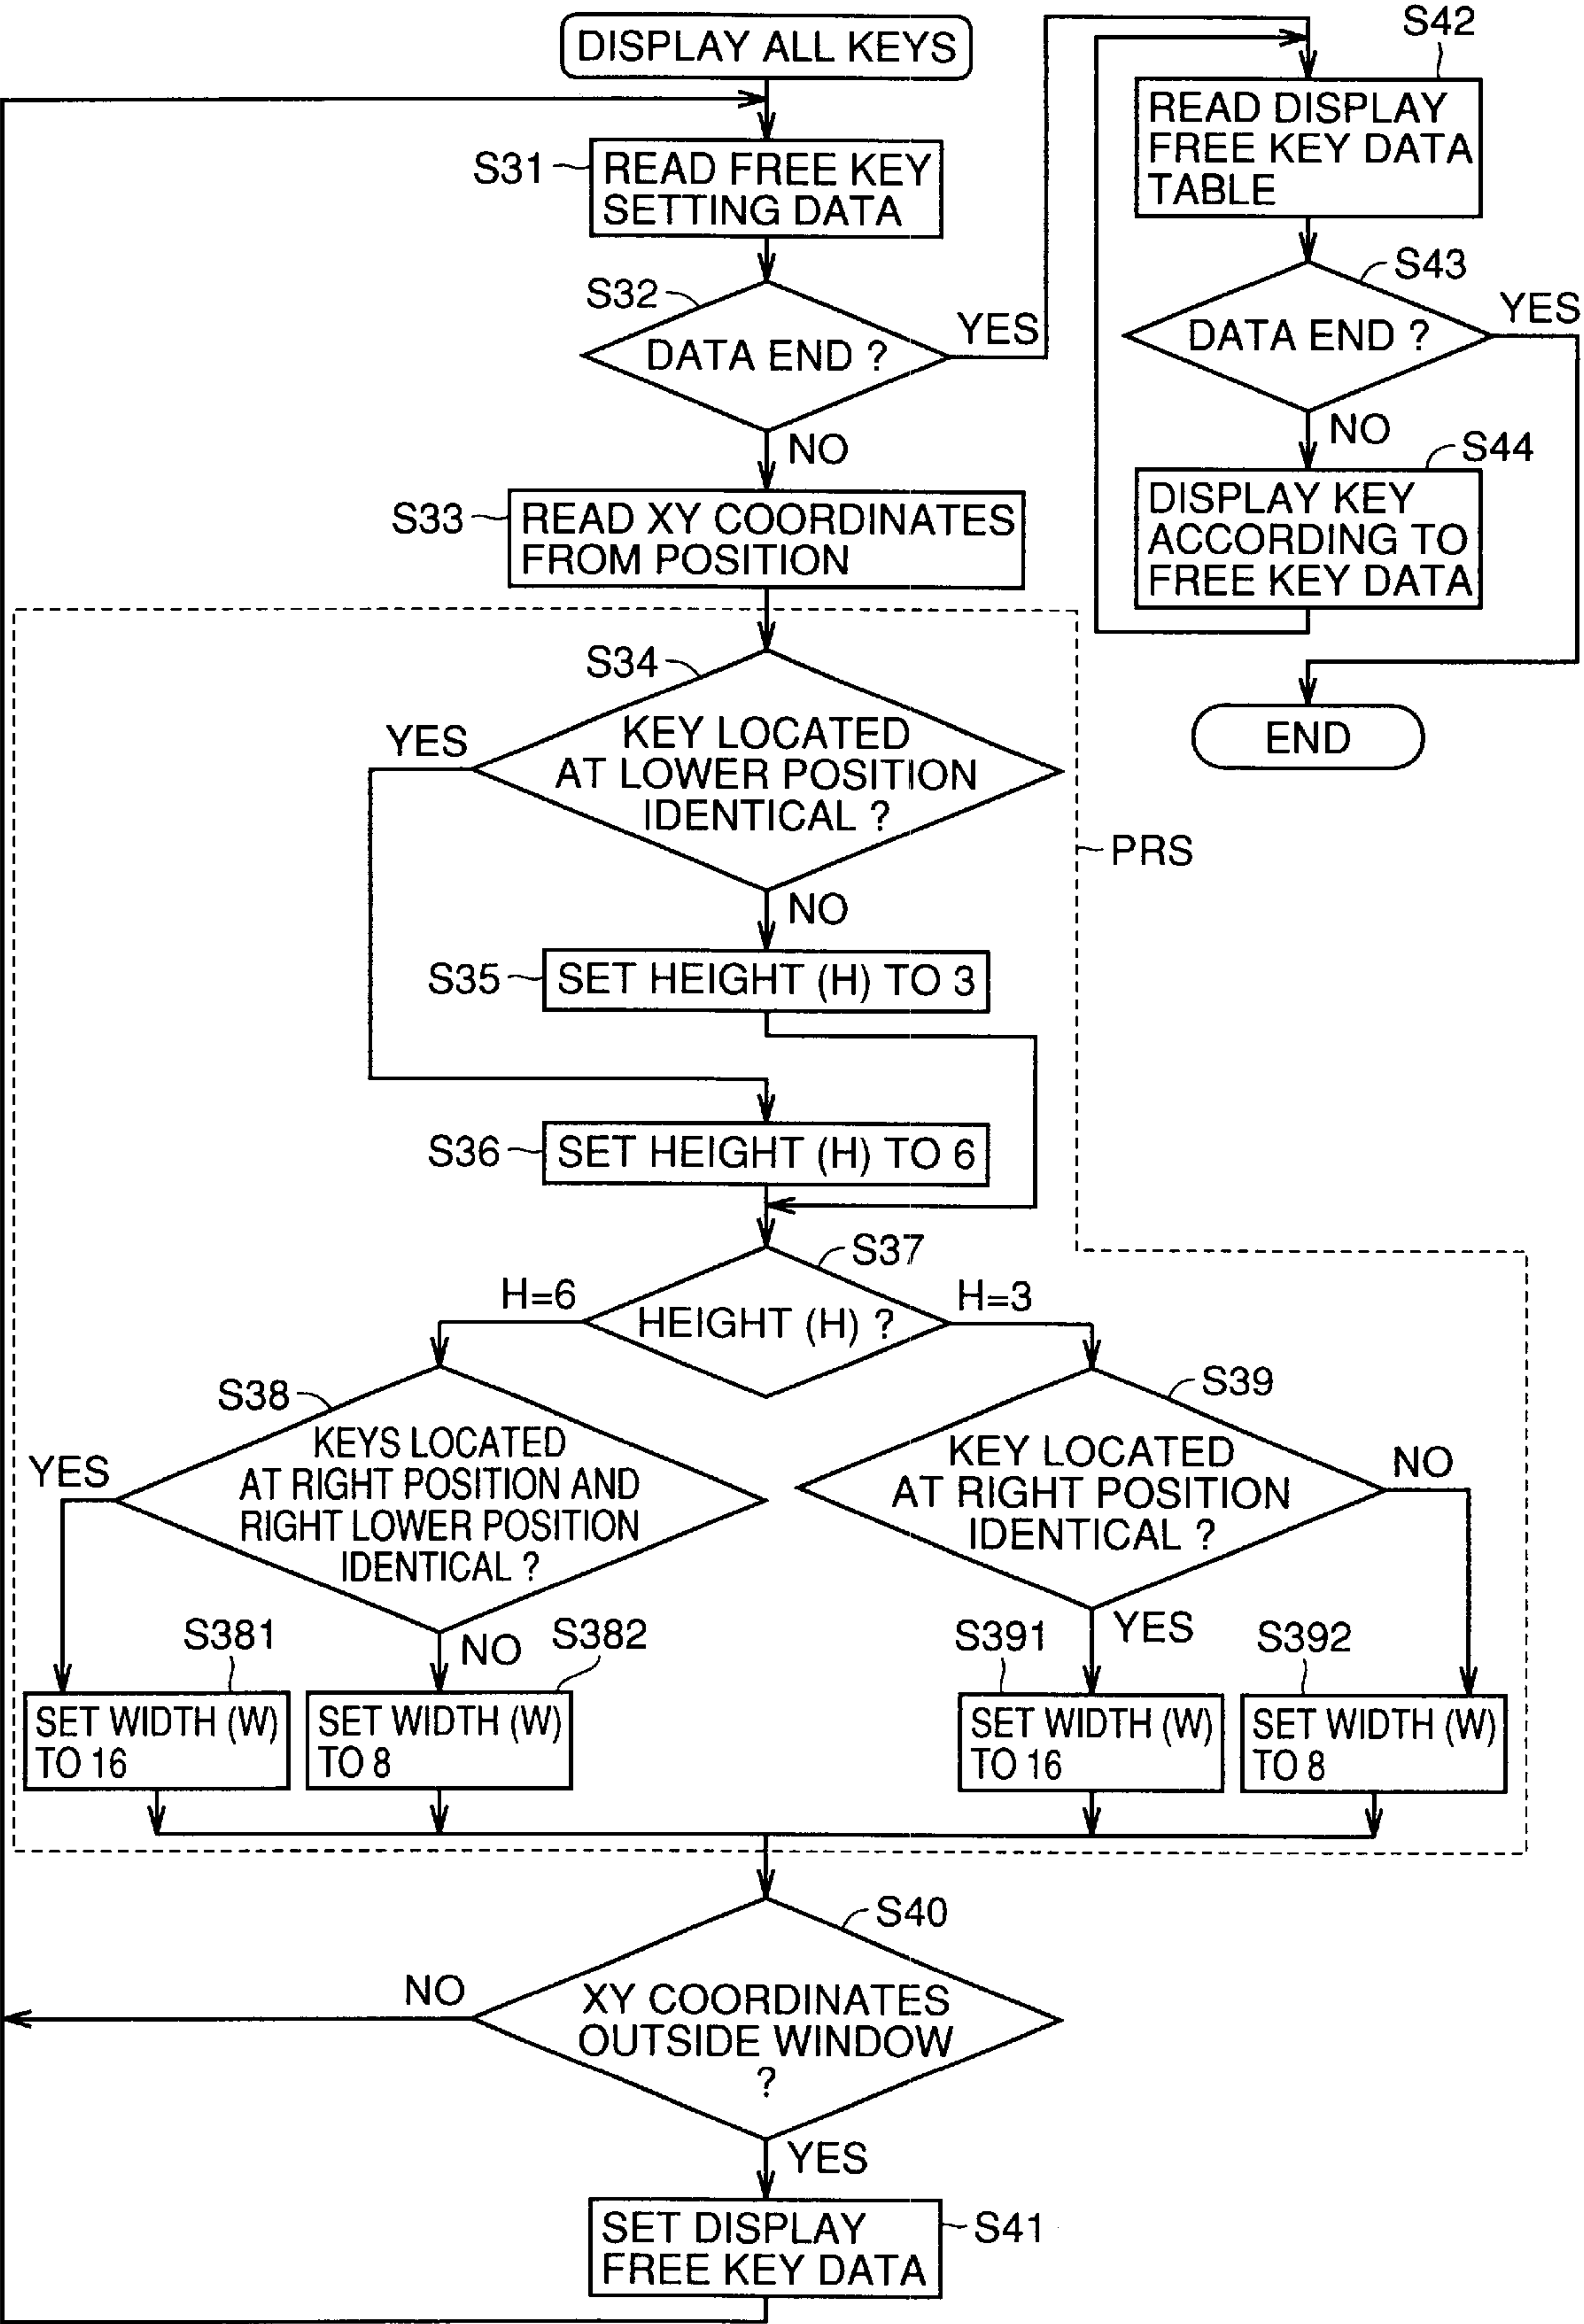 DISPLAY ALL KEYS
S31
READ FREE KEY
SETTING DATA
S32
DATA END ?
YES
NO
S33
READ XY COORDINATES
FROM POSITION
S34
KEY LOCATED
AT LOWER POSITION
IDENTICAL ?
YES
NO
PRS
S35
SET HEIGHT (H) TO 3
S36
SET HEIGHT (H) TO 6
S37
HEIGHT (H) ?
H=6
H=3
S38
KEYS LOCATED
AT RIGHT POSITION AND
RIGHT LOWER POSITION
IDENTICAL ?
YES
NO
S381
SET WIDTH (W)
TO 16
S382
SET WIDTH (W)
TO 8
S39
KEY LOCATED
AT RIGHT POSITION
IDENTICAL ?
NO
YES
S391
SET WIDTH (W)
TO 16
S392
SET WIDTH (W)
TO 8
S40
XY COORDINATES
OUTSIDE WINDOW
?
NO
YES
SET DISPLAY
FREE KEY DATA
S41
S42
READ DISPLAY
FREE KEY DATA
TABLE
S43
DATA END ?
YES
NO
S44
DISPLAY KEY
ACCORDING TO
FREE KEY DATA
END